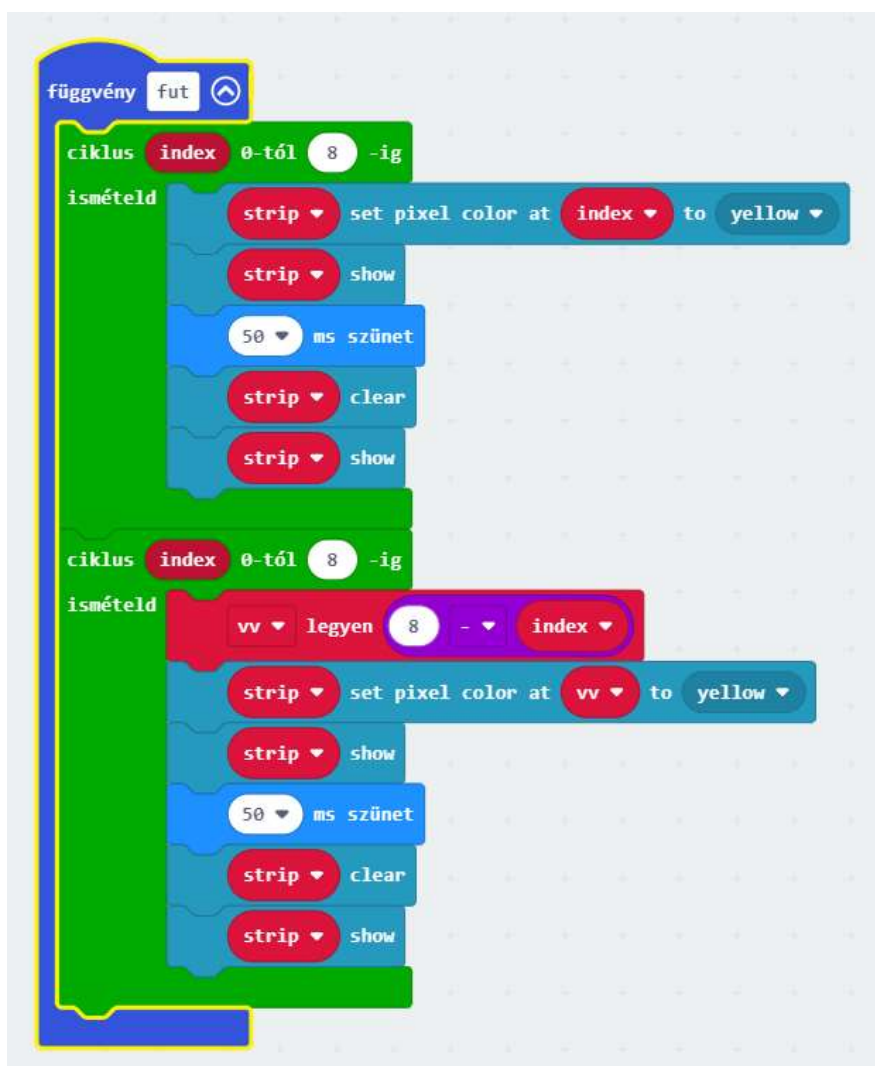 függvény fut
ciklus index 0-tól 8 -ig
ismételd
strip set pixel color at index to yellow
strip show
50 ms szünet
strip clear
strip show
ciklus index 0-tól 8 -ig
ismételd
vv legyen 8 - index
strip set pixel color at vv to yellow
strip show
50 ms szünet
strip clear
strip show